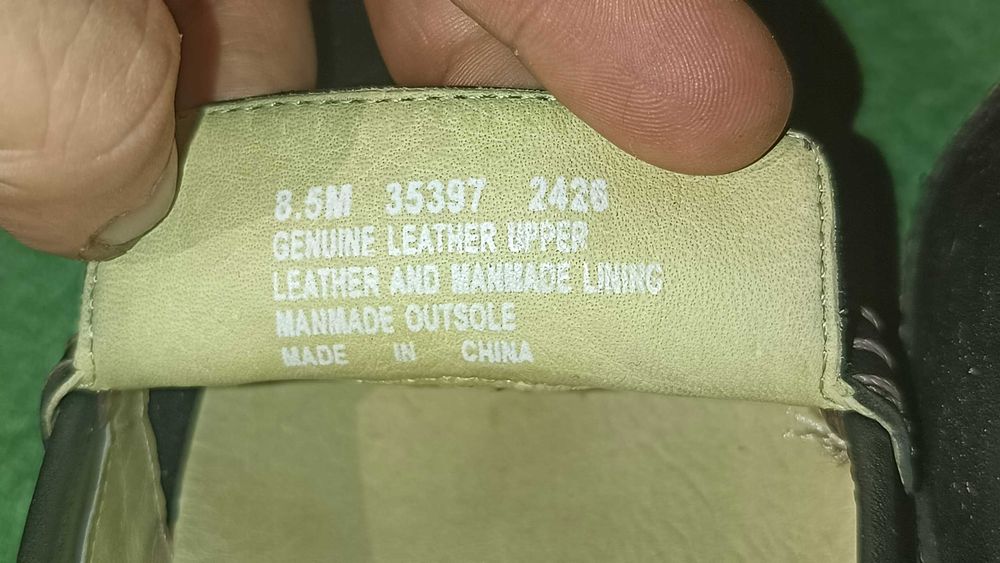 8.5M 35397 2426
GENUINE LEATHER UPPER
LEATHER AND MANMADE LINING
MANMADE OUTSOLE
MADE IN CHINA